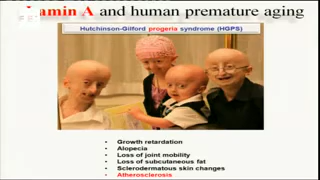 Lamin A and human premature aging
Hutchinson-Gilford progeria syndrome (HGPS)
• Growth retardation
• Alopecia
• Loss of joint mobility
• Loss of subcutaneous fat
• Sclerodermatous skin changes
• Atherosclerosis